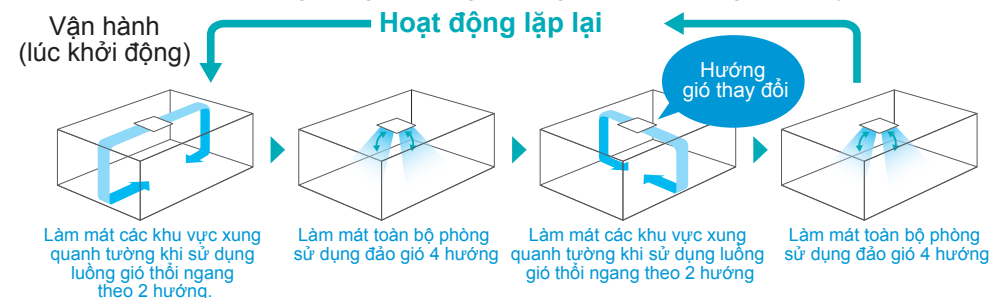 Vận hành
(lúc khởi động)
Hoạt động lặp lại
Hướng
gió thay đổi
Làm mát các khu vực xung
quanh tường khi sử dụng
luồng gió thổi ngang
theo 2 hướng.
Làm mát toàn bộ phòng
sử dụng đảo gió 4 hướng
Làm mát các khu vực xung
quanh tường khi sử dụng luồng
gió thổi ngang theo 2 hướng
Làm mát toàn bộ phòng
sử dụng đảo gió 4 hướng